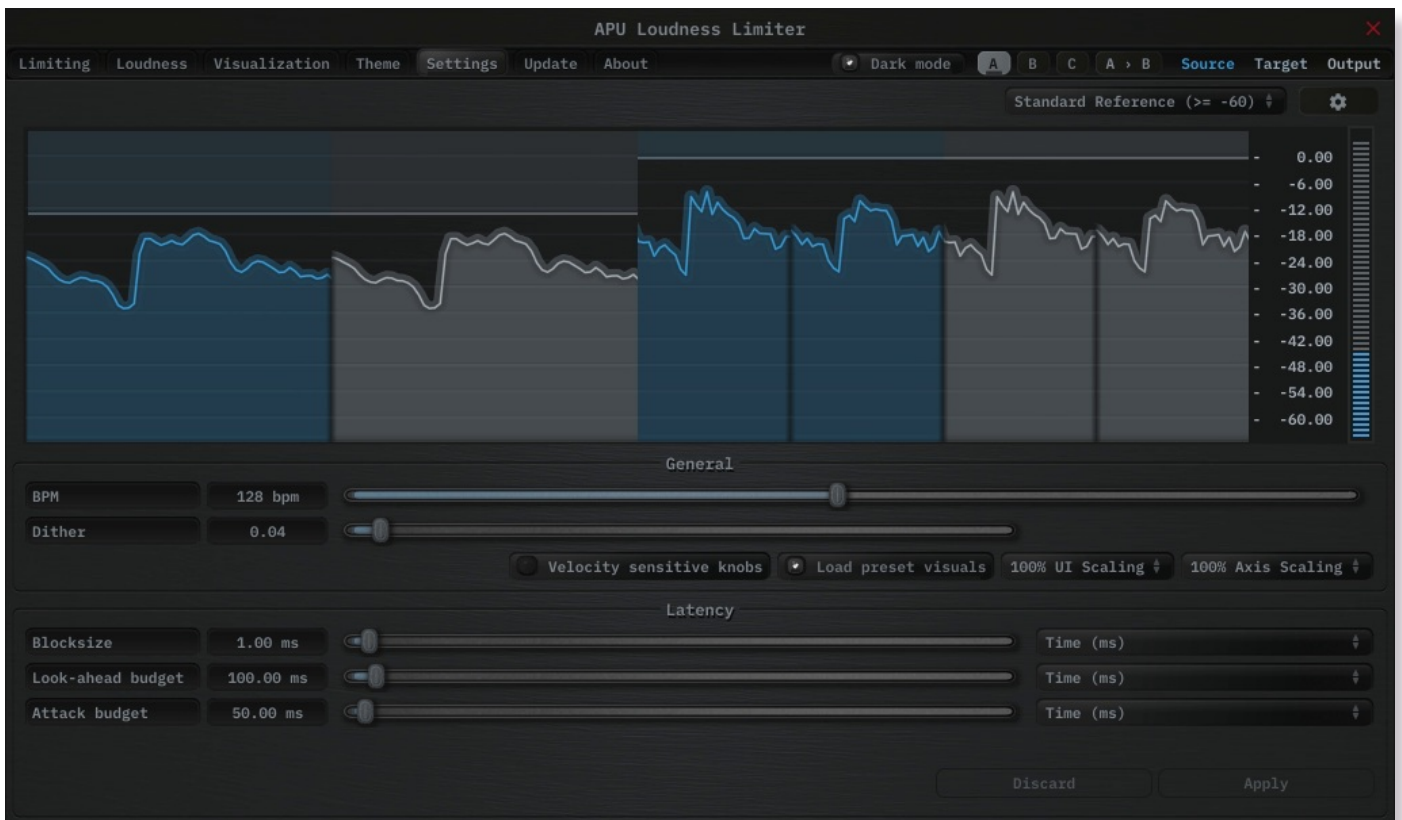 APU Loudness Limiter
Limiting Loudness Visualization Theme Settings Update About Dark mode A B C A › B Source Target Output
Standard Reference (>= -60)
- 0.00
- -6.00
- -12.00
- -18.00
- -24.00
- -30.00
- -36.00
- -42.00
- -48.00
- -54.00
- -60.00
General
BPM 128 bpm
Dither 0.04
Velocity sensitive knobs Load preset visuals 100% UI Scaling 100% Axis Scaling
Latency
Blocksize 1.00 ms Time (ms)
Look-ahead budget 100.00 ms Time (ms)
Attack budget 50.00 ms Time (ms)
Discard Apply